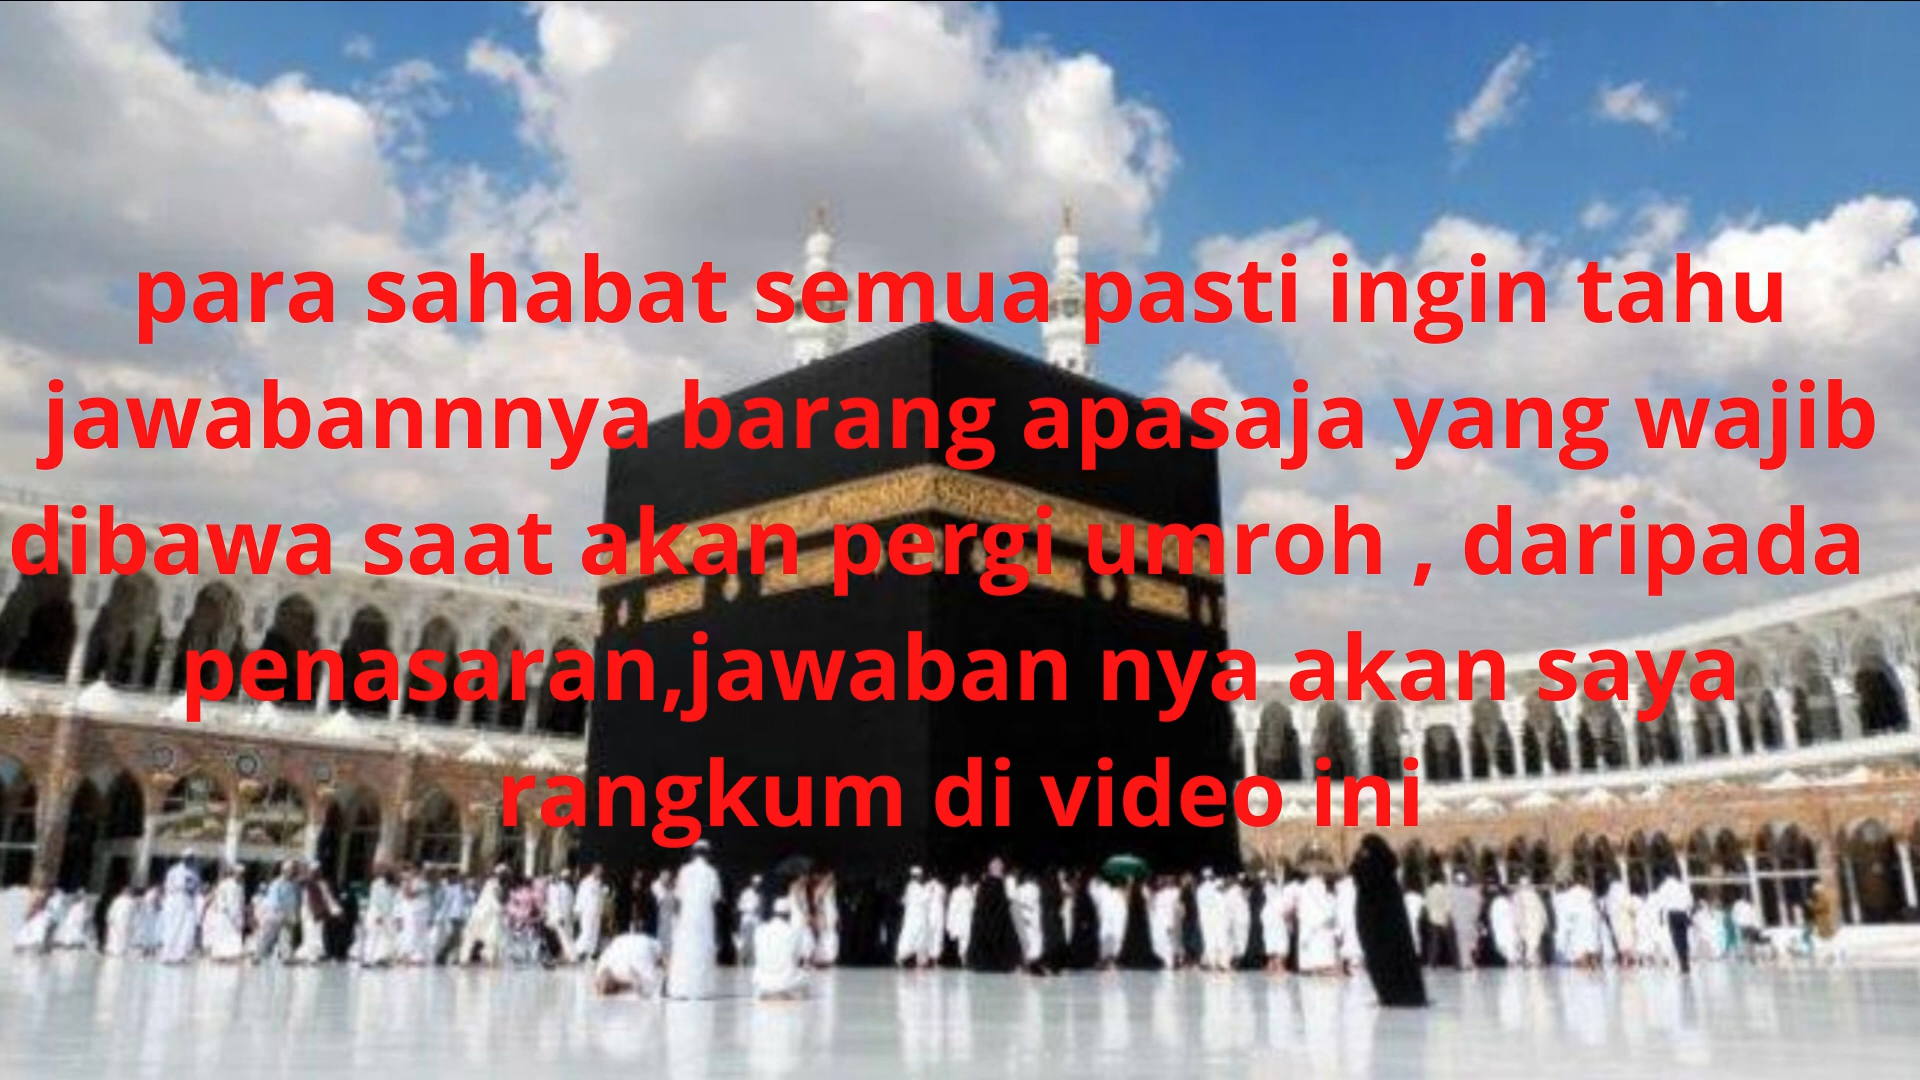 para sahabat semua pasti ingin tahu
jawabannnya barang apasaja yang wajib
dibawa saat akan pergi umroh , daripada
penasaran,jawaban nya akan saya
rangkum di video ini